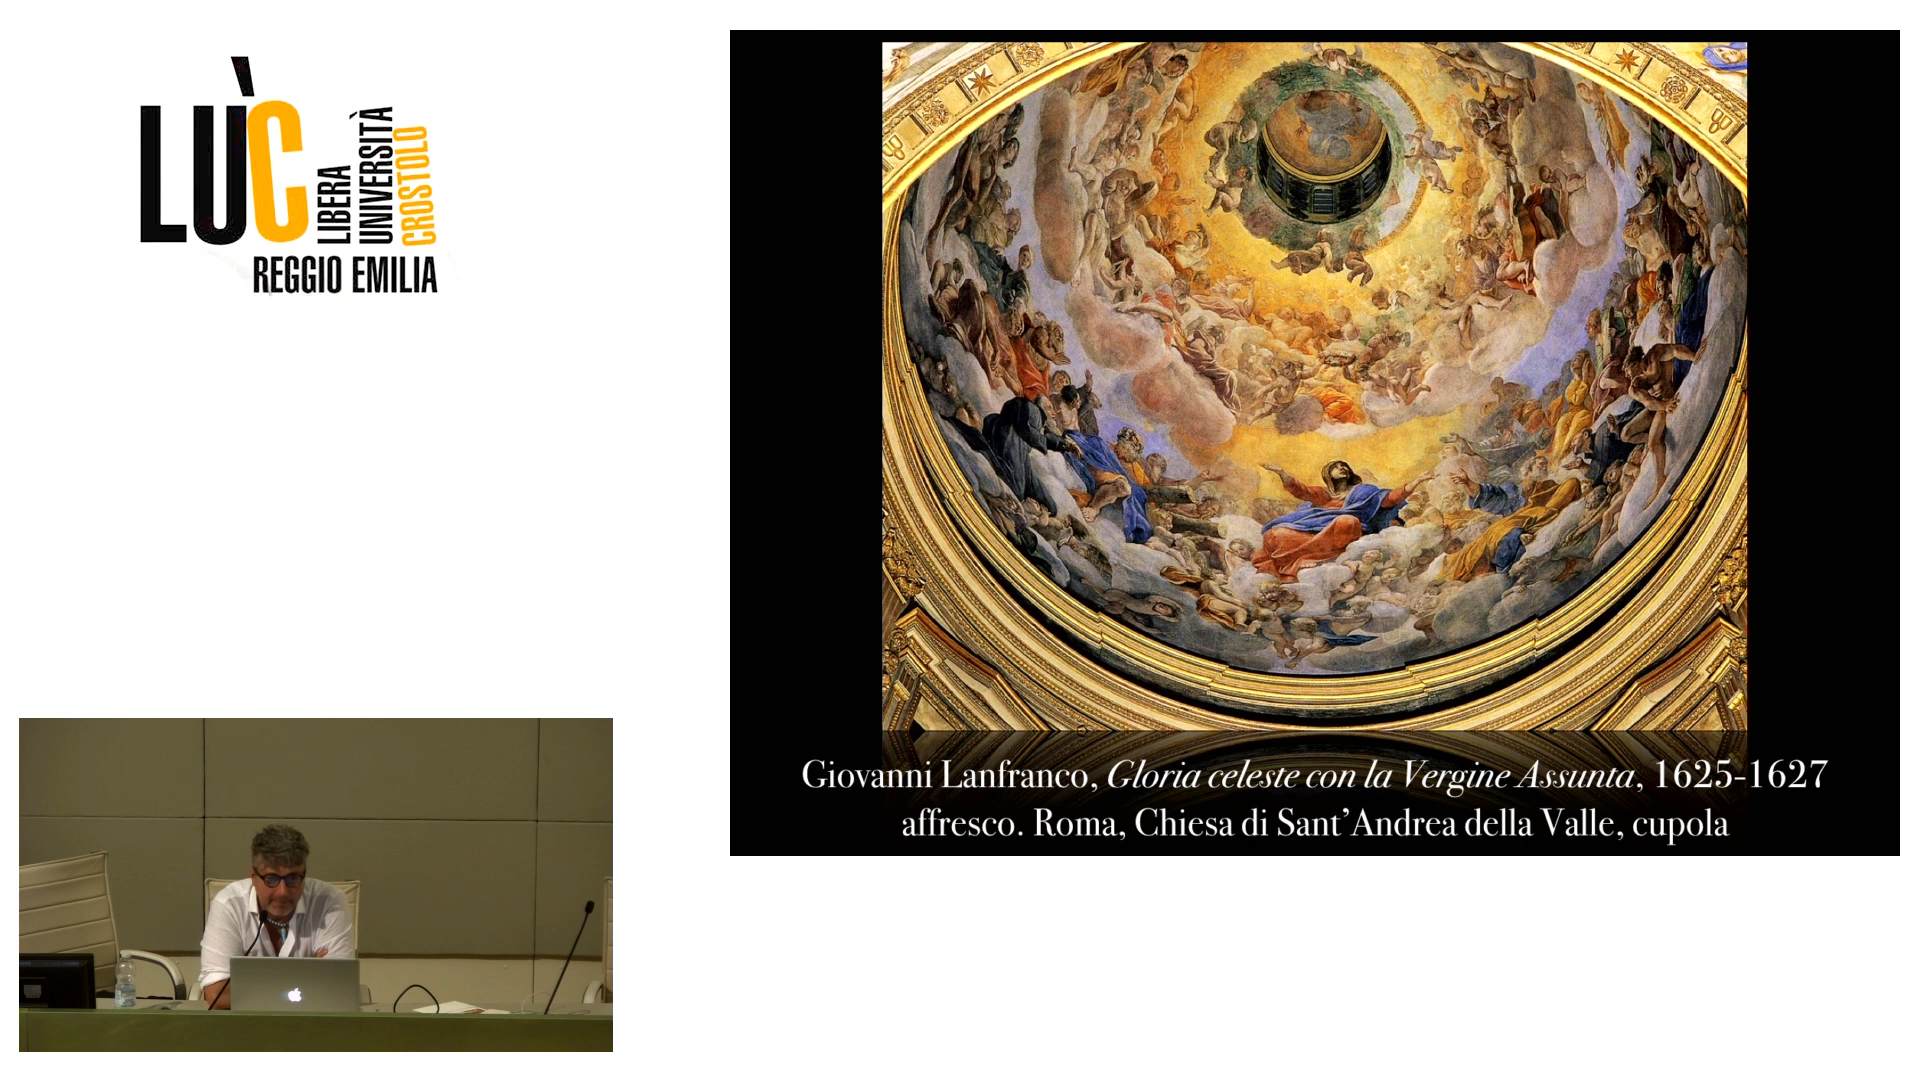 LÙC
LIBERA
UNIVERSITÀ
CROSTOLO
REGGIO EMILIA
Giovanni Lanfranco, Gloria celeste con la Vergine Assunta, 1625-1627
affresco. Roma, Chiesa di Sant’Andrea della Valle, cupola